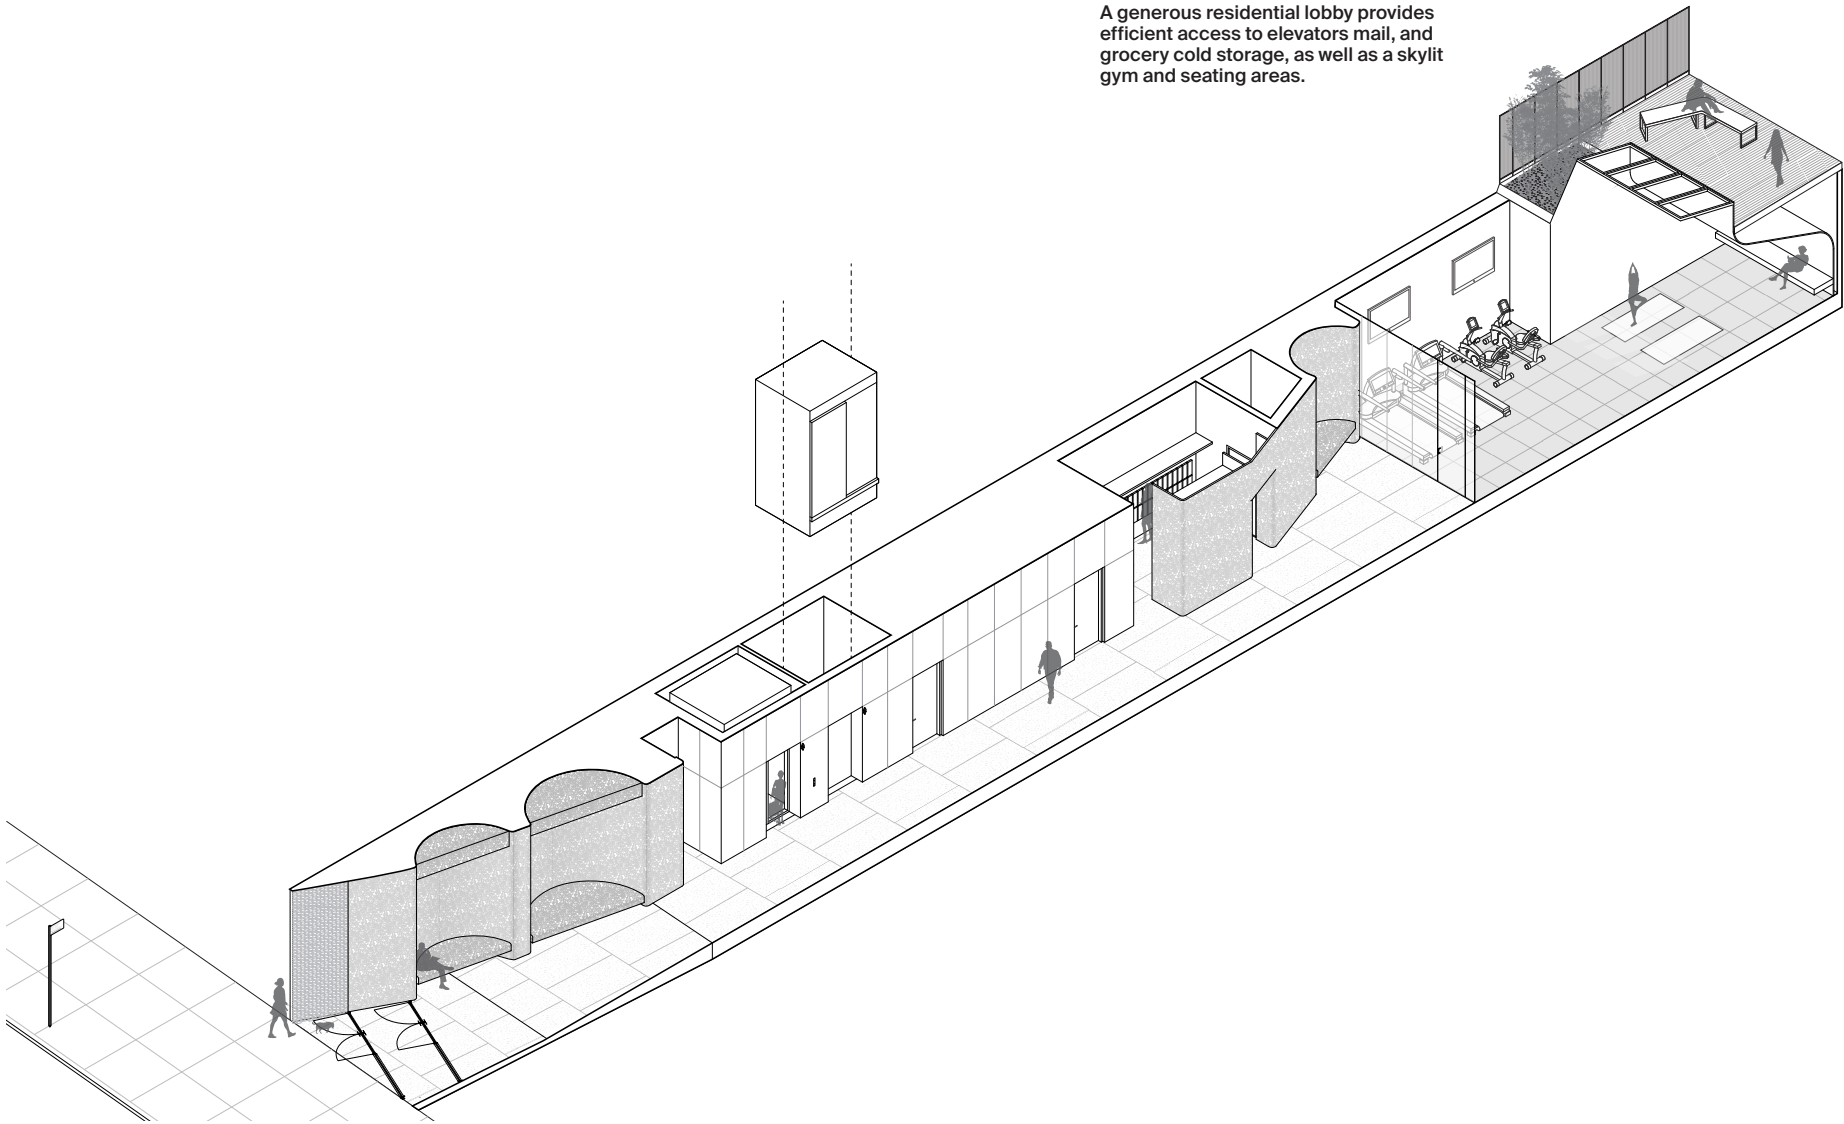 A generous residential lobby provides
efficient access to elevators mail, and
grocery cold storage, as well as a skylit
gym and seating areas.